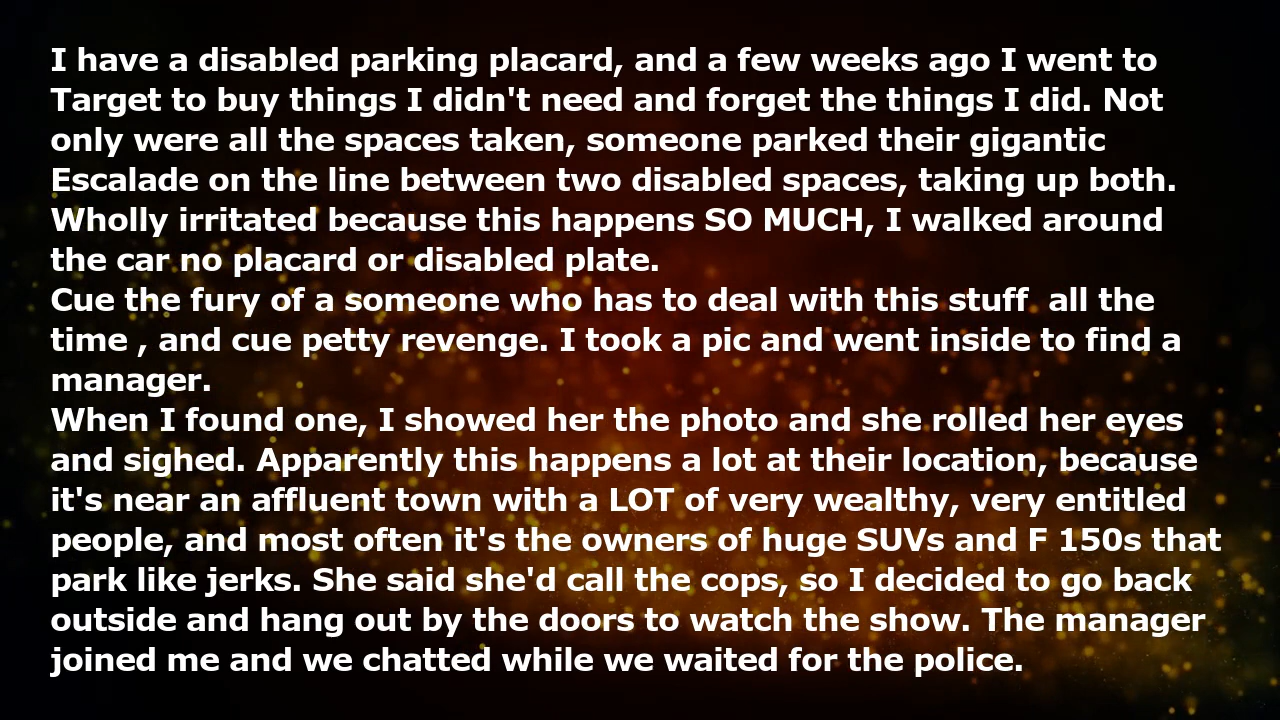 I have a disabled parking placard, and a few weeks ago I went to
Target to buy things I didn't need and forget the things I did. Not
only were all the spaces taken, someone parked their gigantic
Escalade on the line between two disabled spaces, taking up both.
Wholly irritated because this happens SO MUCH, I walked around
the car no placard or disabled plate.
Cue the fury of a someone who has to deal with this stuff  all the
time , and cue petty revenge. I took a pic and went inside to find a
manager.
When I found one, I showed her the photo and she rolled her eyes
and sighed. Apparently this happens a lot at their location, because
it's near an affluent town with a LOT of very wealthy, very entitled
people, and most often it's the owners of huge SUVs and F 150s that
park like jerks. She said she'd call the cops, so I decided to go back
outside and hang out by the doors to watch the show. The manager
joined me and we chatted while we waited for the police.